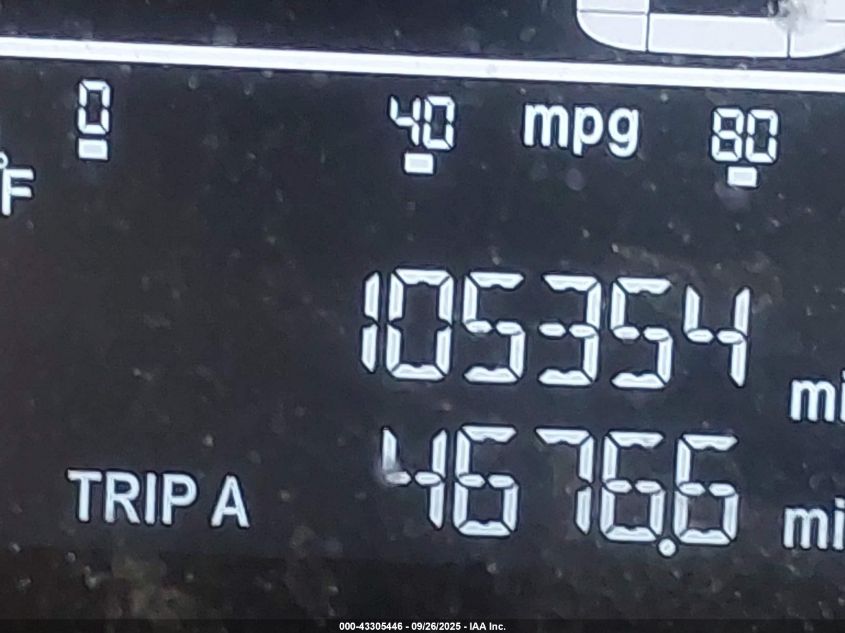 0 40 mpg 80
°F
105354 mi
TRIP A 4676.6 mi
000-43305446 - 09/26/2025 - IAA Inc.